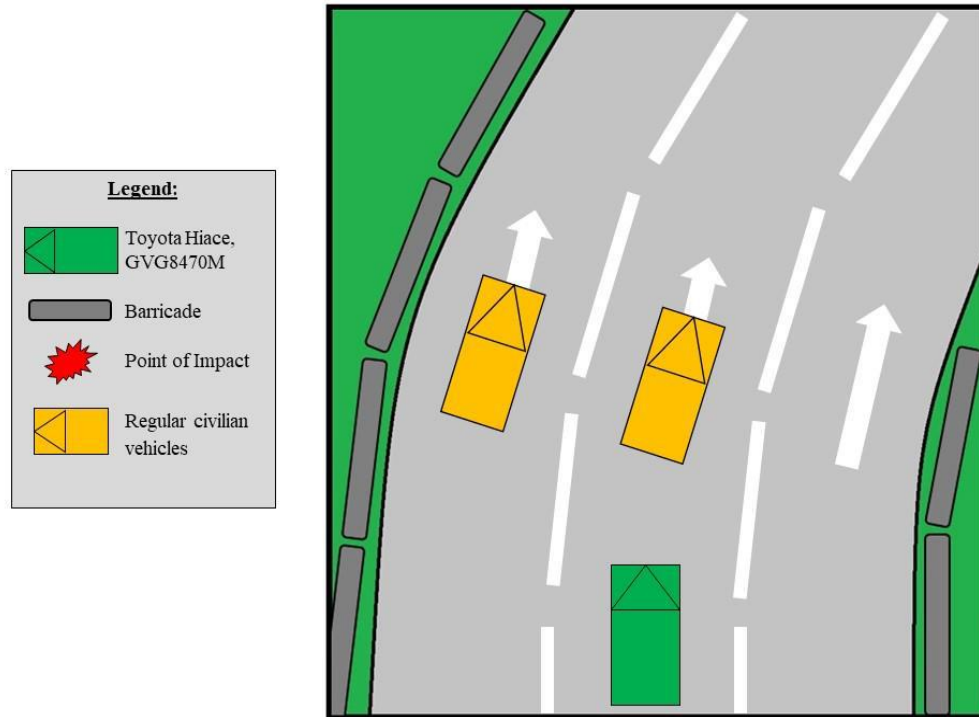 Legend:
Toyota Hiace,
GVG8470M
Barricade
Point of Impact
Regular civilian
vehicles